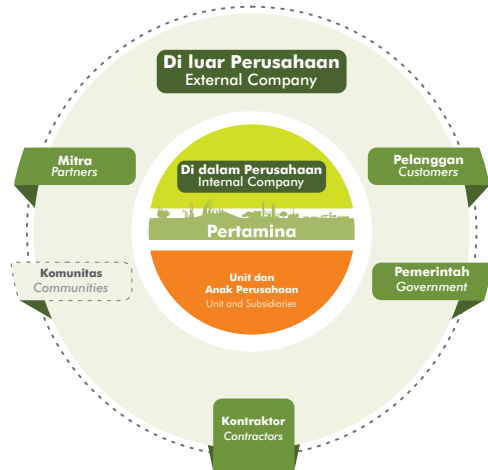 Di luar Perusahaan
External Company
Mitra
Partners
Pelanggan
Customers
Di dalam Perusahaan
Internal Company
Pertamina
Komunitas
Communities
Pemerintah
Government
Unit dan
Anak Perusahaan
Unit and Subsidiaries
Kontraktor
Contractors